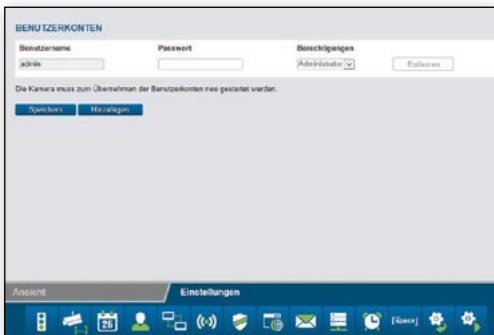 BENUTZERKONTEN
Benutzername Passwort Berechtigungen
admin Administrator Entfernen
Die Kamera muss zum Übernehmen der Benutzerkonten neu gestartet werden.
Speichern Hinzufügen
Ansicht Einstellungen
26